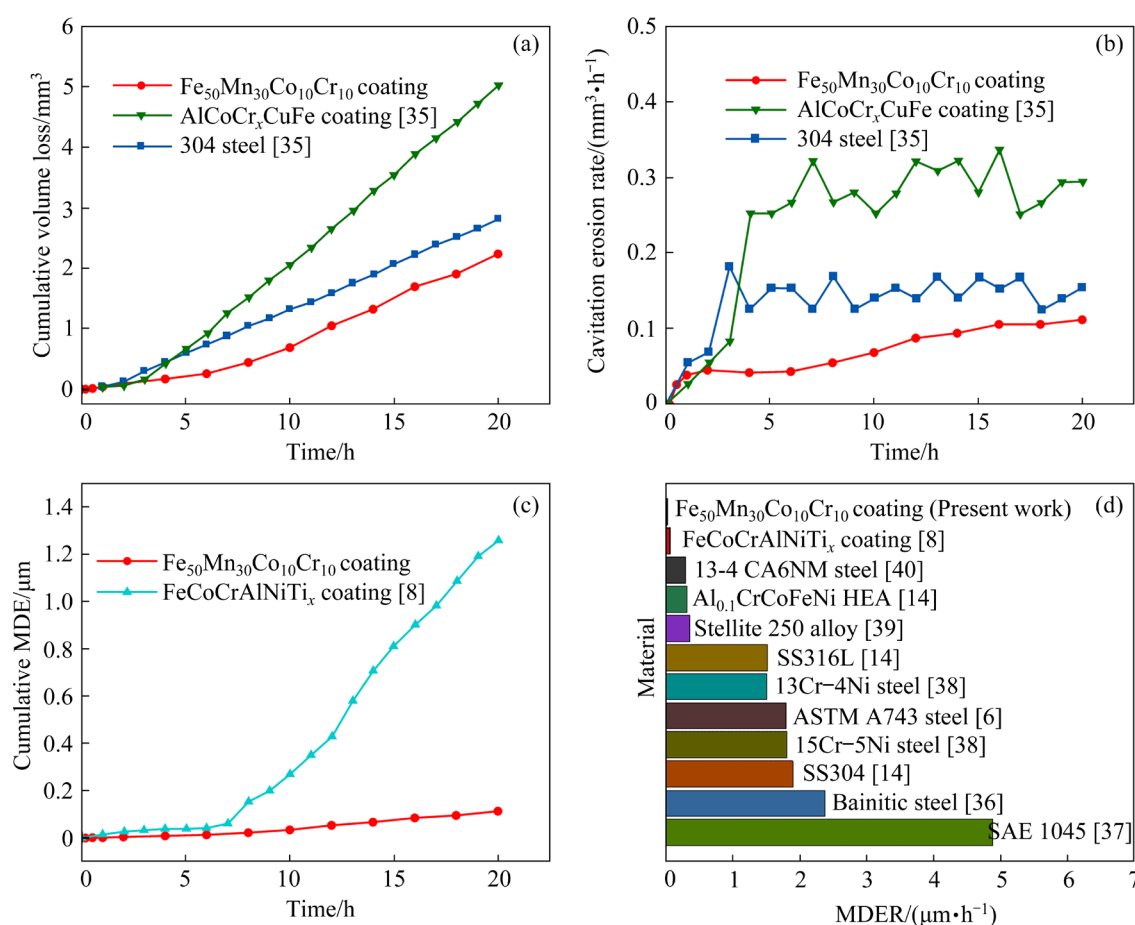 (a)
6
5
4
3
2
1
0
Cumulative volume loss/mm³
Fe₅₀Mn₃₀Co₁₀Cr₁₀ coating
AlCoCrₓCuFe coating [35]
304 steel [35]
0 5 10 15 20
Time/h
(b)
0.5
0.4
0.3
0.2
0.1
0
Cavitation erosion rate/(mm³•h⁻¹)
Fe₅₀Mn₃₀Co₁₀Cr₁₀ coating
AlCoCrₓCuFe coating [35]
304 steel [35]
0 5 10 15 20
Time/h
(c)
1.4
1.2
1.0
0.8
0.6
0.4
0.2
0
Cumulative MDE/μm
Fe₅₀Mn₃₀Co₁₀Cr₁₀ coating
FeCoCrAlNiTiₓ coating [8]
0 5 10 15 20
Time/h
(d)
Material
Fe₅₀Mn₃₀Co₁₀Cr₁₀ coating (Present work)
FeCoCrAlNiTiₓ coating [8]
13-4 CA6NM steel [40]
Al₀.₁CrCoFeNi HEA [14]
Stellite 250 alloy [39]
SS316L [14]
13Cr−4Ni steel [38]
ASTM A743 steel [6]
15Cr−5Ni steel [38]
SS304 [14]
Bainitic steel [36]
SAE 1045 [37]
0 1 2 3 4 5 6 7
MDER/(μm•h⁻¹)